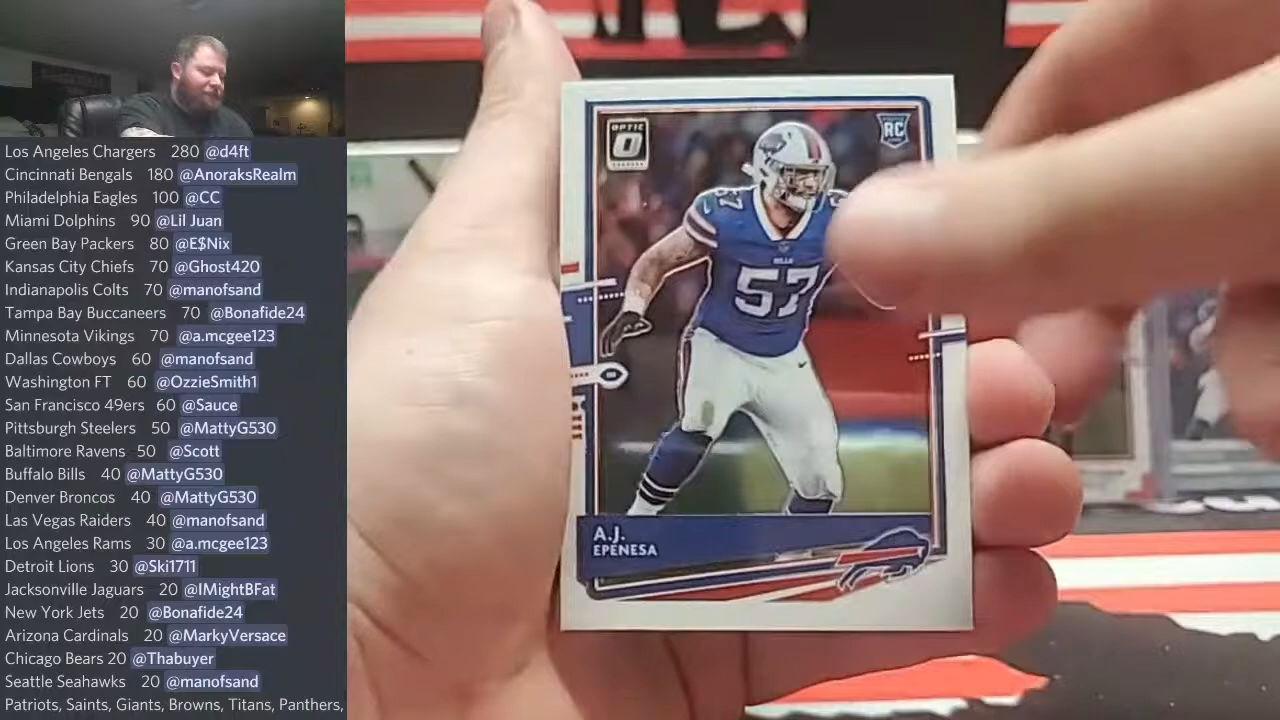 Los Angeles Chargers 280 @d4ft
Cincinnati Bengals 180 @AnoraksRealm
Philadelphia Eagles 100 @CC
Miami Dolphins 90 @Lil Juan
Green Bay Packers 80 @E$Nix
Kansas City Chiefs 70 @Ghost420
Indianapolis Colts 70 @manofsand
Tampa Bay Buccaneers 70 @Bonafide24
Minnesota Vikings 70 @a.mcgee123
Dallas Cowboys 60 @manofsand
Washington FT 60 @OzzieSmith1
San Francisco 49ers 60 @Sauce
Pittsburgh Steelers 50 @MattyG530
Baltimore Ravens 50 @Scott
Buffalo Bills 40 @MattyG530
Denver Broncos 40 @MattyG530
Las Vegas Raiders 40 @manofsand
Los Angeles Rams 30 @a.mcgee123
Detroit Lions 30 @Ski1711
Jacksonville Jaguars 20 @IMightBFat
New York Jets 20 @Bonafide24
Arizona Cardinals 20 @MarkyVersace
Chicago Bears 20 @Thabuyer
Seattle Seahawks 20 @manofsand
Patriots, Saints, Giants, Browns, Titans, Panthers,
OPTIC
RC
57
BILLS
57
A.J.
EPENESA